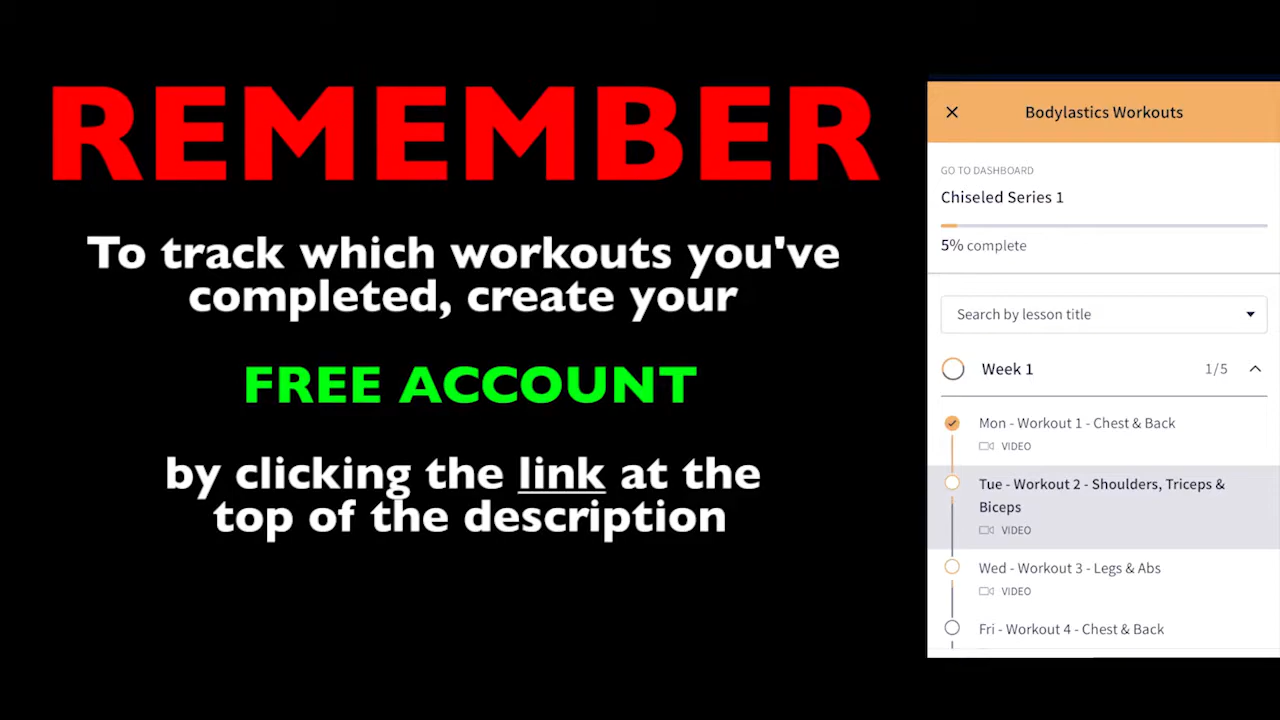 REMEMBER
To track which workouts you've
completed, create your
FREE ACCOUNT
by clicking the link at the
top of the description
Bodylastics Workouts
GO TO DASHBOARD
Chiseled Series 1
5% complete
Search by lesson title
Week 1 1/5
Mon - Workout 1 - Chest & Back
VIDEO
Tue - Workout 2 - Shoulders, Triceps &
Biceps
VIDEO
Wed - Workout 3 - Legs & Abs
VIDEO
Fri - Workout 4 - Chest & Back